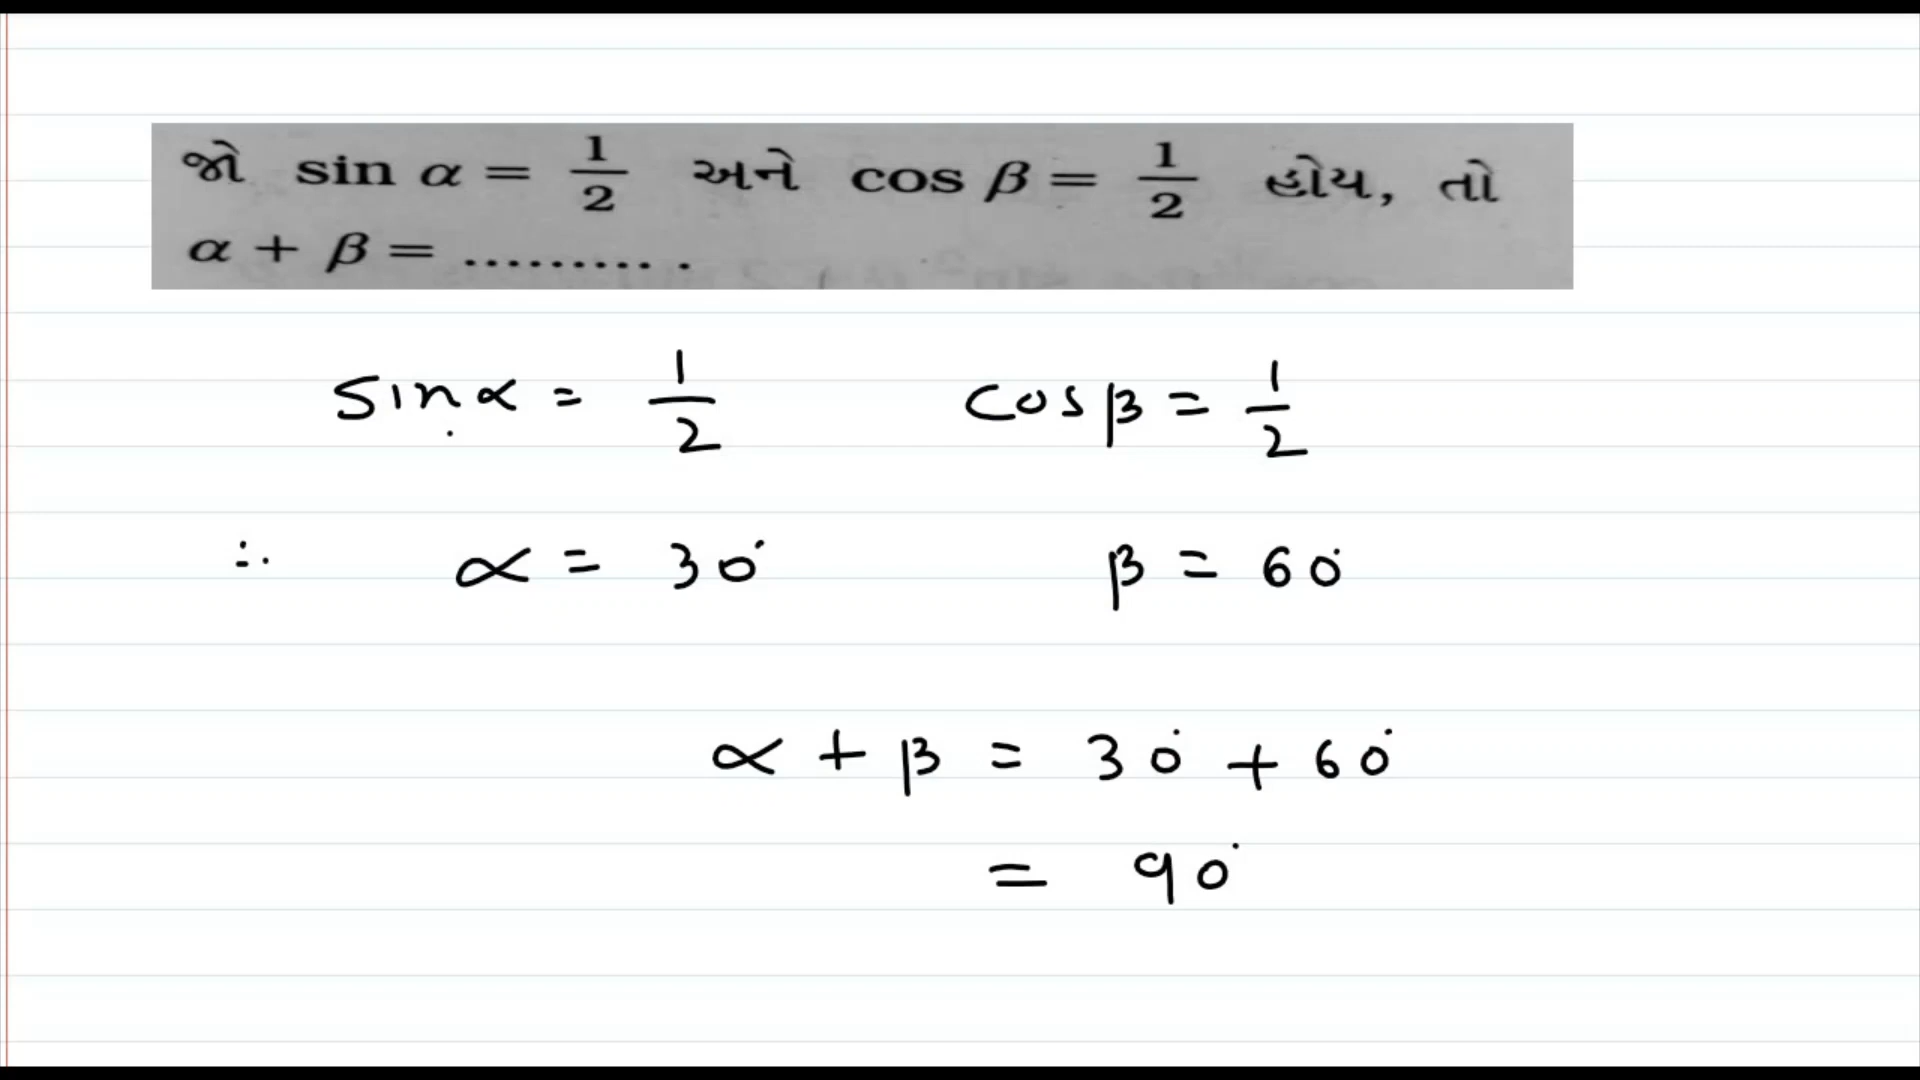 જો sin α = 1/2 અને cos β = 1/2 હોય, તો
α + β = ...........
Sin α = 1/2 cos β = 1/2
∴ α = 30° β = 60°
α + β = 30° + 60°
= 90°